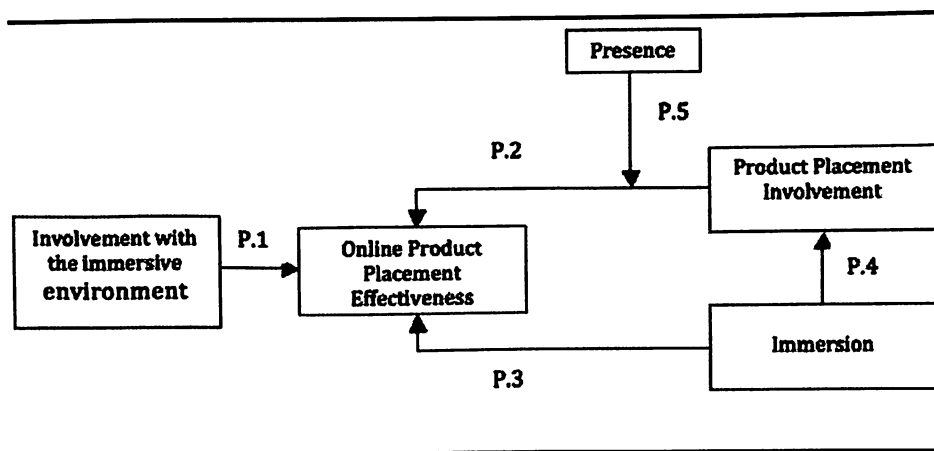 Presence
P.5
P.2
Product Placement
Involvement
Involvement with
the immersive
environment
P.1
Online Product
Placement
Effectiveness
P.4
Immersion
P.3